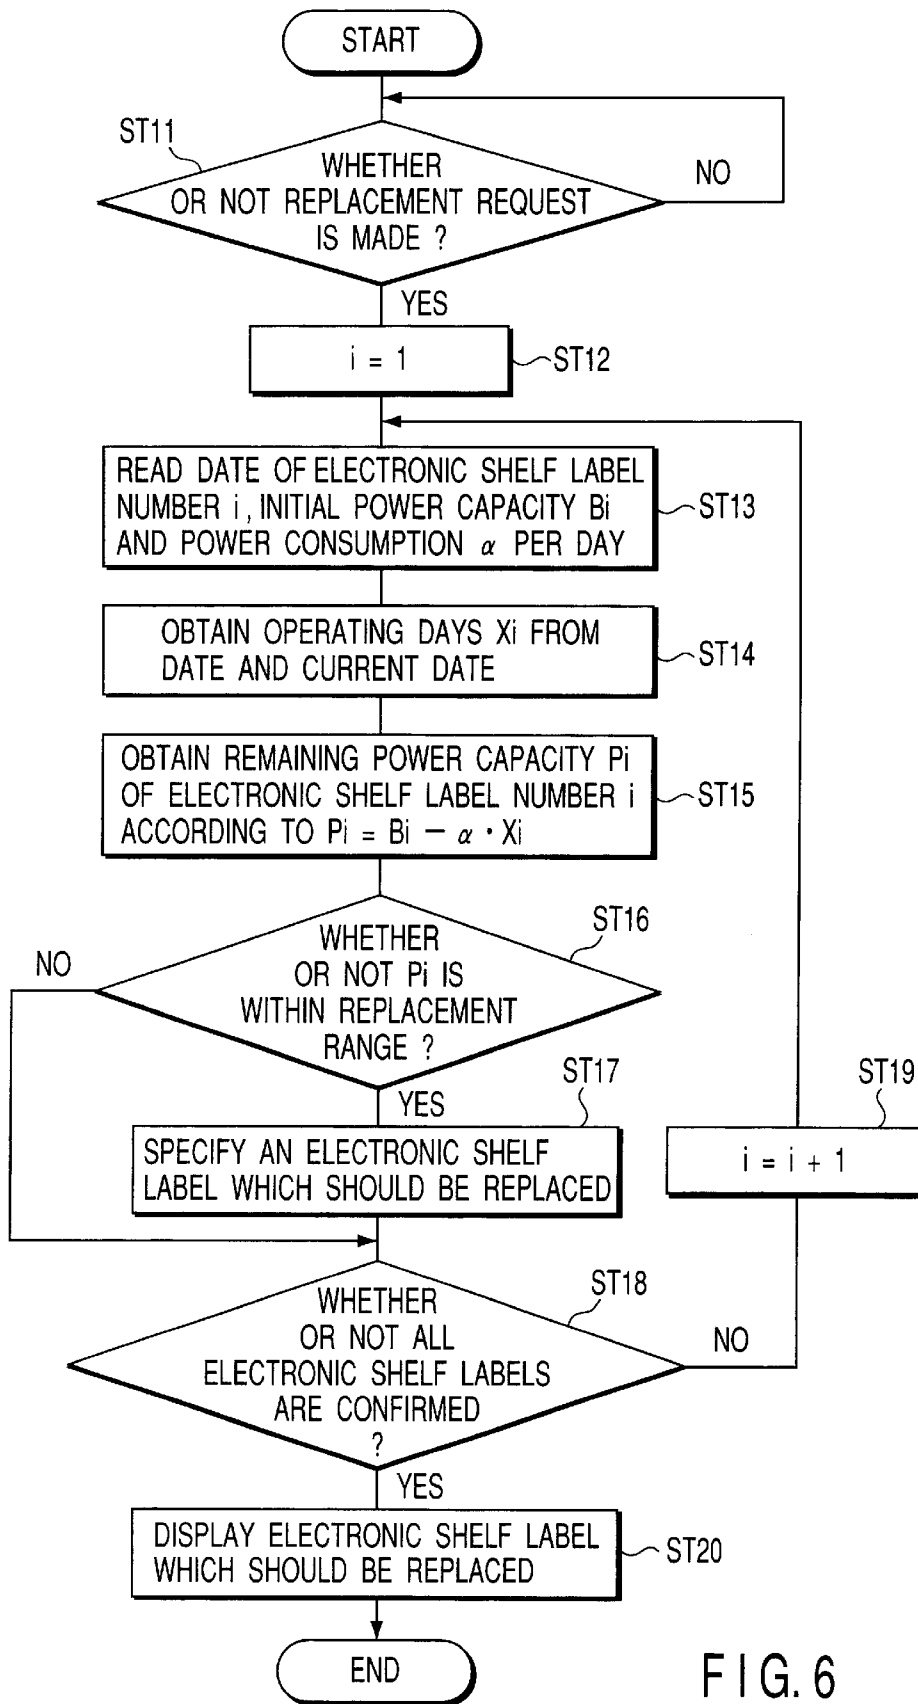 START
ST11
WHETHER
OR NOT REPLACEMENT REQUEST
IS MADE ?
NO
YES
i = 1
ST12
READ DATE OF ELECTRONIC SHELF LABEL
NUMBER i, INITIAL POWER CAPACITY Bi
AND POWER CONSUMPTION α PER DAY
ST13
OBTAIN OPERATING DAYS Xi FROM
DATE AND CURRENT DATE
ST14
OBTAIN REMAINING POWER CAPACITY Pi
OF ELECTRONIC SHELF LABEL NUMBER i
ACCORDING TO Pi = Bi − α · Xi
ST15
ST16
WHETHER
OR NOT Pi IS
WITHIN REPLACEMENT
RANGE ?
NO
YES
ST17
SPECIFY AN ELECTRONIC SHELF
LABEL WHICH SHOULD BE REPLACED
ST19
i = i + 1
ST18
WHETHER
OR NOT ALL
ELECTRONIC SHELF LABELS
ARE CONFIRMED
?
NO
YES
DISPLAY ELECTRONIC SHELF LABEL
WHICH SHOULD BE REPLACED
ST20
END
FIG. 6